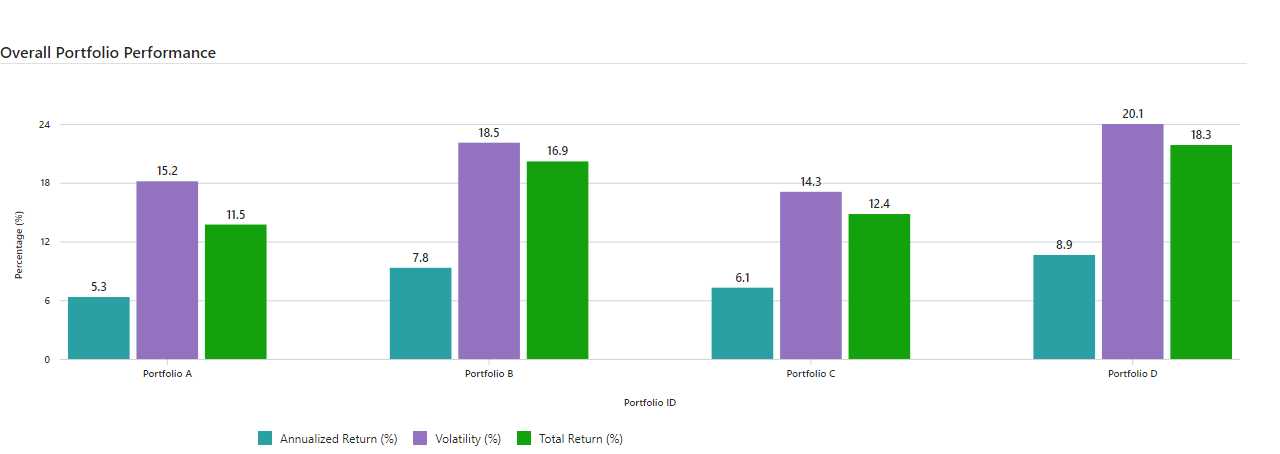 Overall Portfolio Performance
24
18
12
6
0
Percentage (%)
5.3
15.2
11.5
7.8
18.5
16.9
6.1
14.3
12.4
8.9
20.1
18.3
Portfolio A
Portfolio B
Portfolio C
Portfolio D
Portfolio ID
Annualized Return (%)
Volatility (%)
Total Return (%)